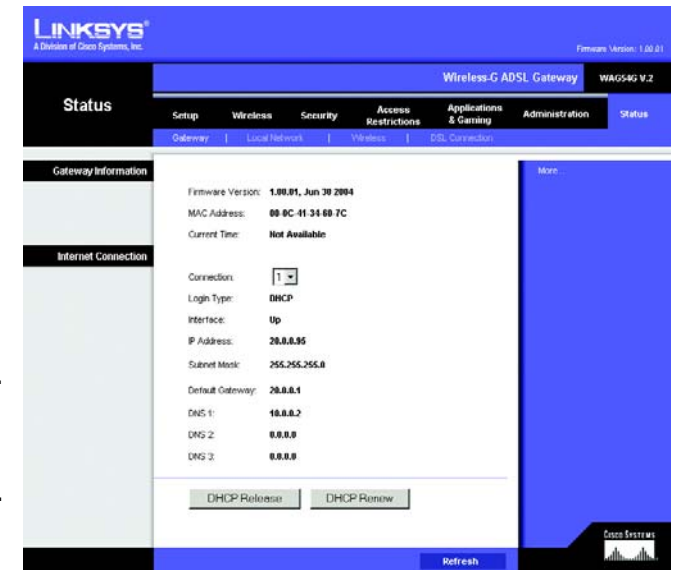 LINKSYS®
A Division of Cisco Systems, Inc.
Firmware Version: 1.00.01
Wireless-G ADSL Gateway
WAG54G V.2
Status
Setup
Wireless
Security
Access Restrictions
Applications & Gaming
Administration
Status
Gateway | Local Network | Wireless | DSL Connection
Gateway Information
More...
Firmware Version: 1.00.01, Jun 30 2004
MAC Address: 00-0C-41-34-60-7C
Current Time: Not Available
Internet Connection
Connection: 1
Login Type: DHCP
Interface: Up
IP Address: 20.0.0.95
Subnet Mask: 255.255.255.0
Default Gateway: 20.0.0.1
DNS 1: 10.0.0.2
DNS 2: 0.0.0.0
DNS 3: 0.0.0.0
DHCP Release
DHCP Renew
Refresh
CISCO SYSTEMS